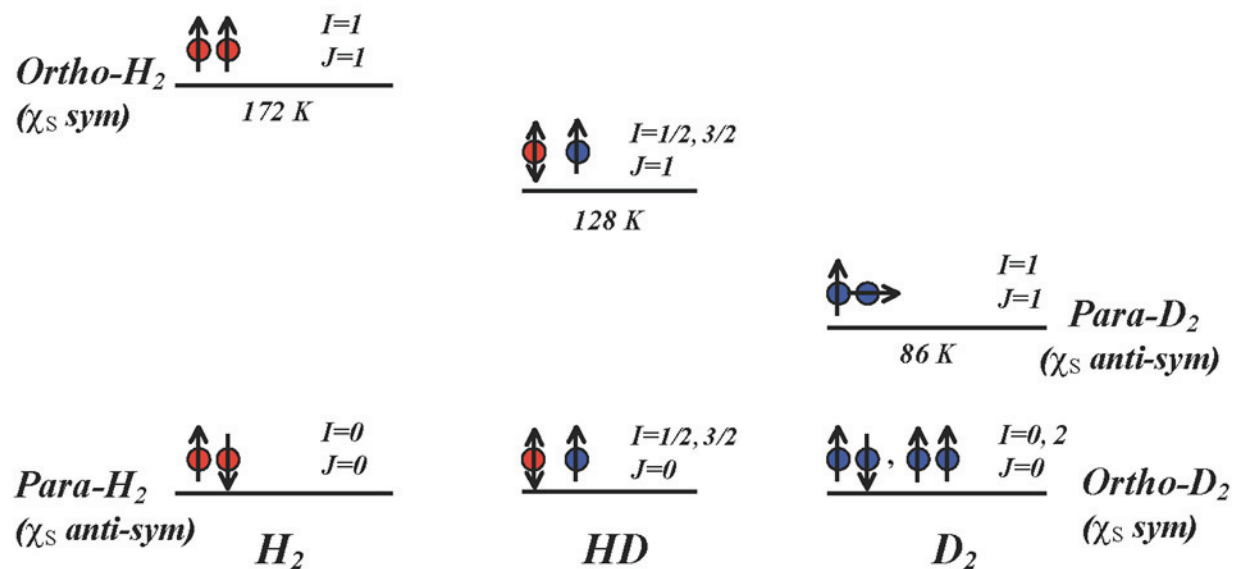 I=1
J=1
Ortho-H₂
(χS sym)
172 K
I=1/2, 3/2
J=1
128 K
I=1
J=1
Para-D₂
(χS anti-sym)
86 K
I=0
J=0
Para-H₂
(χS anti-sym)
H₂
I=1/2, 3/2
J=0
HD
,
I=0, 2
J=0
Ortho-D₂
(χS sym)
D₂